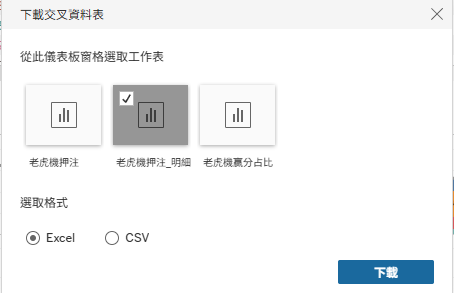 下載交叉資料表
從此儀表板窗格選取工作表
老虎機押注
老虎機押注_明細
老虎機贏分占比
選取格式
Excel
CSV
下載